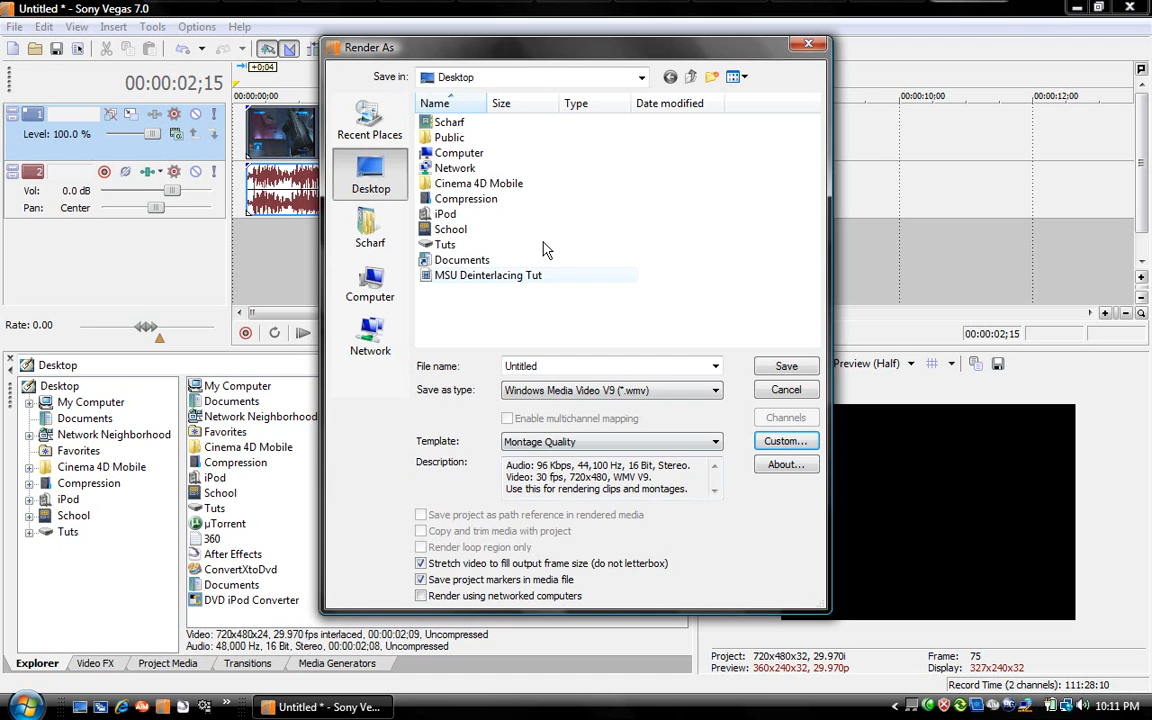 Untitled * - Sony Vegas 7.0
File Edit View Insert Tools Options Help
+0;04
00:00:02;15
00:00:00;00
00:00:10;00
00:00:12;00
1
Level: 100.0 %
2
Vol: 0.0 dB
Pan: Center
Rate: 0.00
00:00:02;15
Render As
Save in: Desktop
Recent Places
Desktop
Scharf
Computer
Network
Name Size Type Date modified
Scharf
Public
Computer
Network
Cinema 4D Mobile
Compression
iPod
School
Tuts
Documents
MSU Deinterlacing Tut
File name: Untitled
Save
Save as type: Windows Media Video V9 (*.wmv)
Cancel
Enable multichannel mapping
Channels
Template: Montage Quality
Custom...
Description:
Audio: 96 Kbps, 44,100 Hz, 16 Bit, Stereo.
Video: 30 fps, 720x480, WMV V9.
Use this for rendering clips and montages.
About...
Save project as path reference in rendered media
Copy and trim media with project
Render loop region only
Stretch video to fill output frame size (do not letterbox)
Save project markers in media file
Render using networked computers
Desktop
Desktop
My Computer
Documents
Network Neighborhood
Favorites
Cinema 4D Mobile
Compression
iPod
School
Tuts
My Computer
Documents
Network Neighborhoo
Favorites
Cinema 4D Mobile
Compression
iPod
School
Tuts
µTorrent
360
After Effects
ConvertXtoDvd
Documents
DVD iPod Converter
Video: 720x480x24, 29.970 fps interlaced, 00:00:02;09, Uncompressed
Audio: 48,000 Hz, 16 Bit, Stereo, 00:00:02;08, Uncompressed
Explorer Video FX Project Media Transitions Media Generators
Preview (Half)
Project: 720x480x32, 29.970i
Frame: 75
Preview: 360x240x32, 29.970p
Display: 327x240x32
Record Time (2 channels): 111:28:10
Untitled * - Sony Ve...
10:11 PM